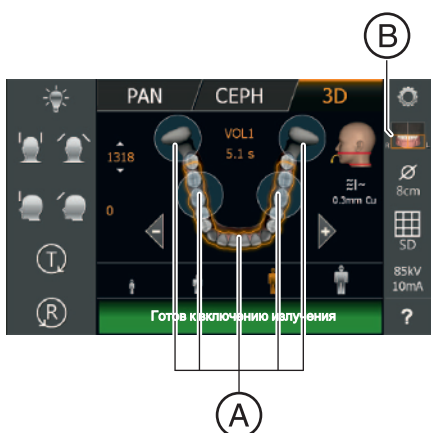 B
PAN
CEPH
3D
VOL1
5.1 s
1318
0
0.3mm Cu
8cm
SD
85kV
10mA
T
R
Готов к включению излучения
?
A